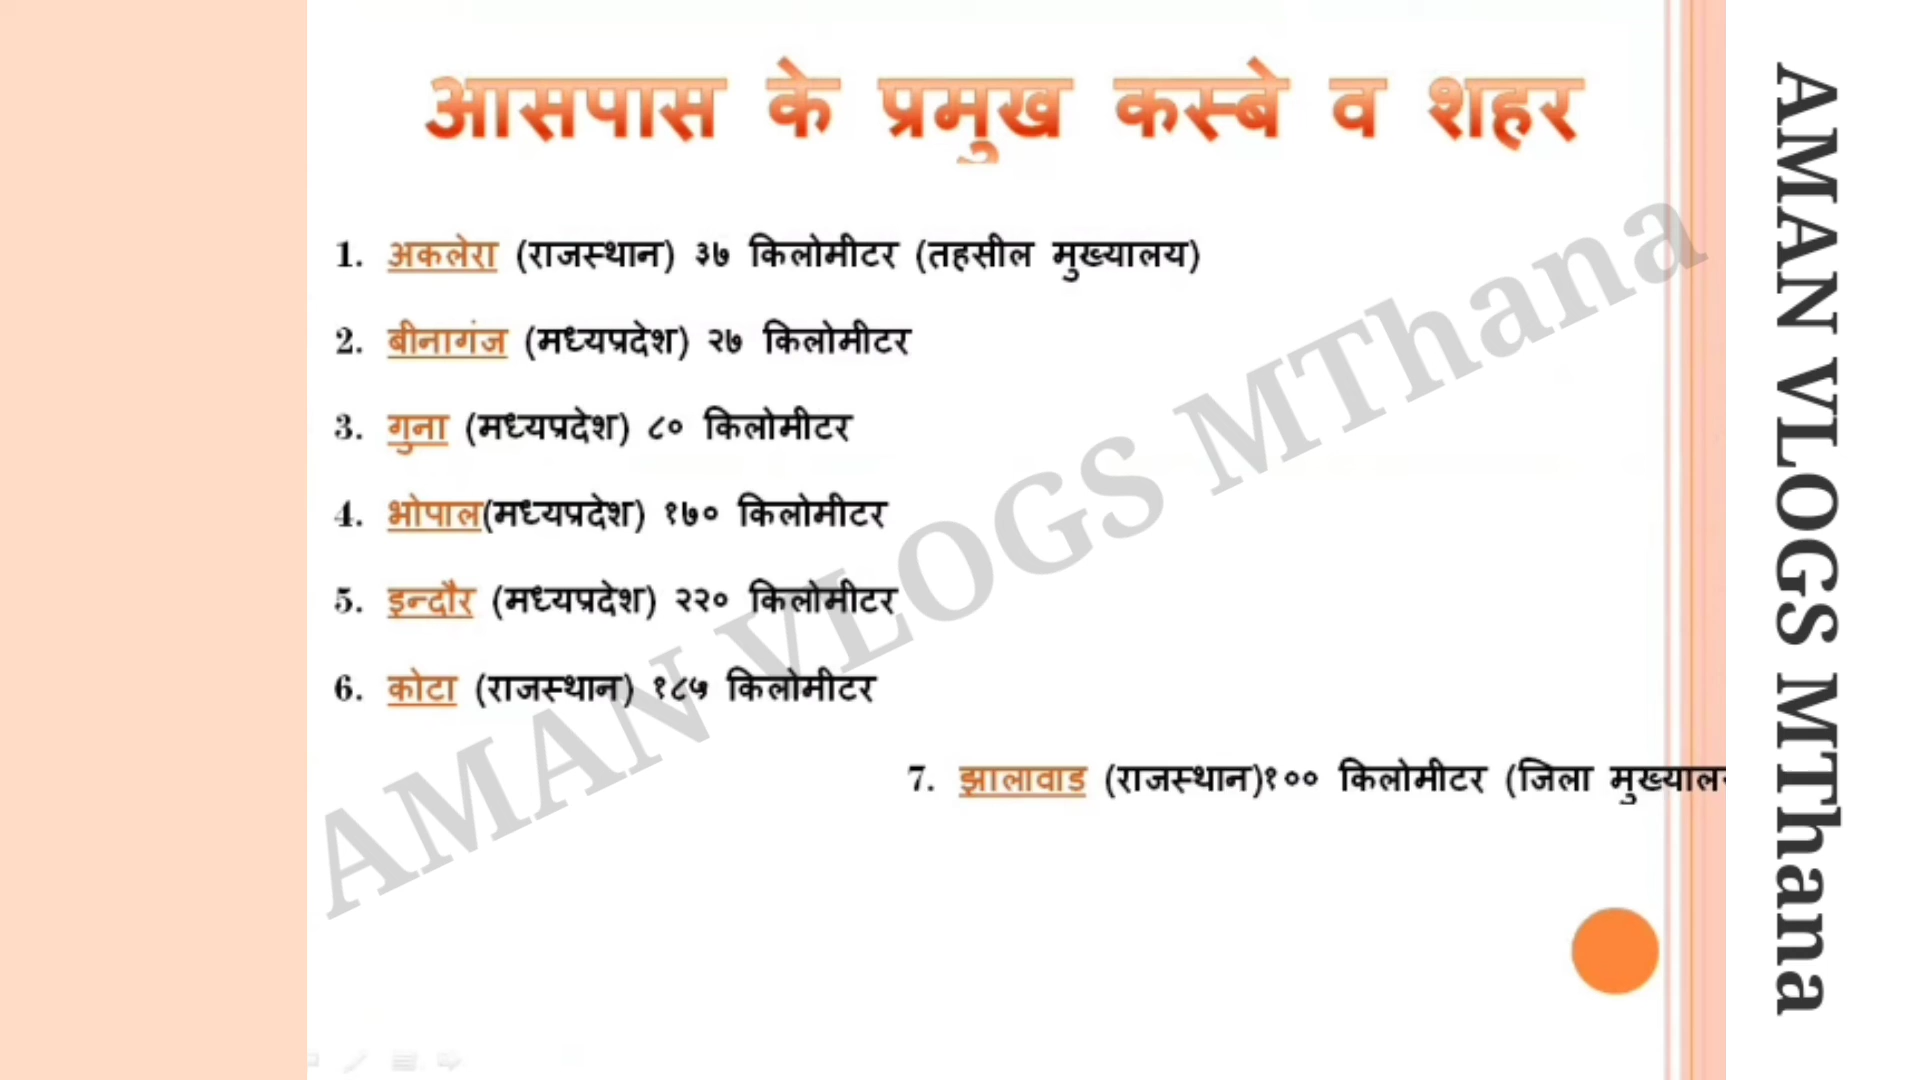 आसपास के प्रमुख कस्बे व शहर
1. अकलेरा (राजस्थान) ३७ किलोमीटर (तहसील मुख्यालय)
2. बीनागंज (मध्यप्रदेश) २७ किलोमीटर
3. गुना (मध्यप्रदेश) ८० किलोमीटर
4. भोपाल(मध्यप्रदेश) १७० किलोमीटर
5. इन्दौर (मध्यप्रदेश) २२० किलोमीटर
6. कोटा (राजस्थान) १८५ किलोमीटर
7. झालावाड (राजस्थान)१०० किलोमीटर (जिला
AMAN VLOGS MThana
AMAN VLOGS MThana